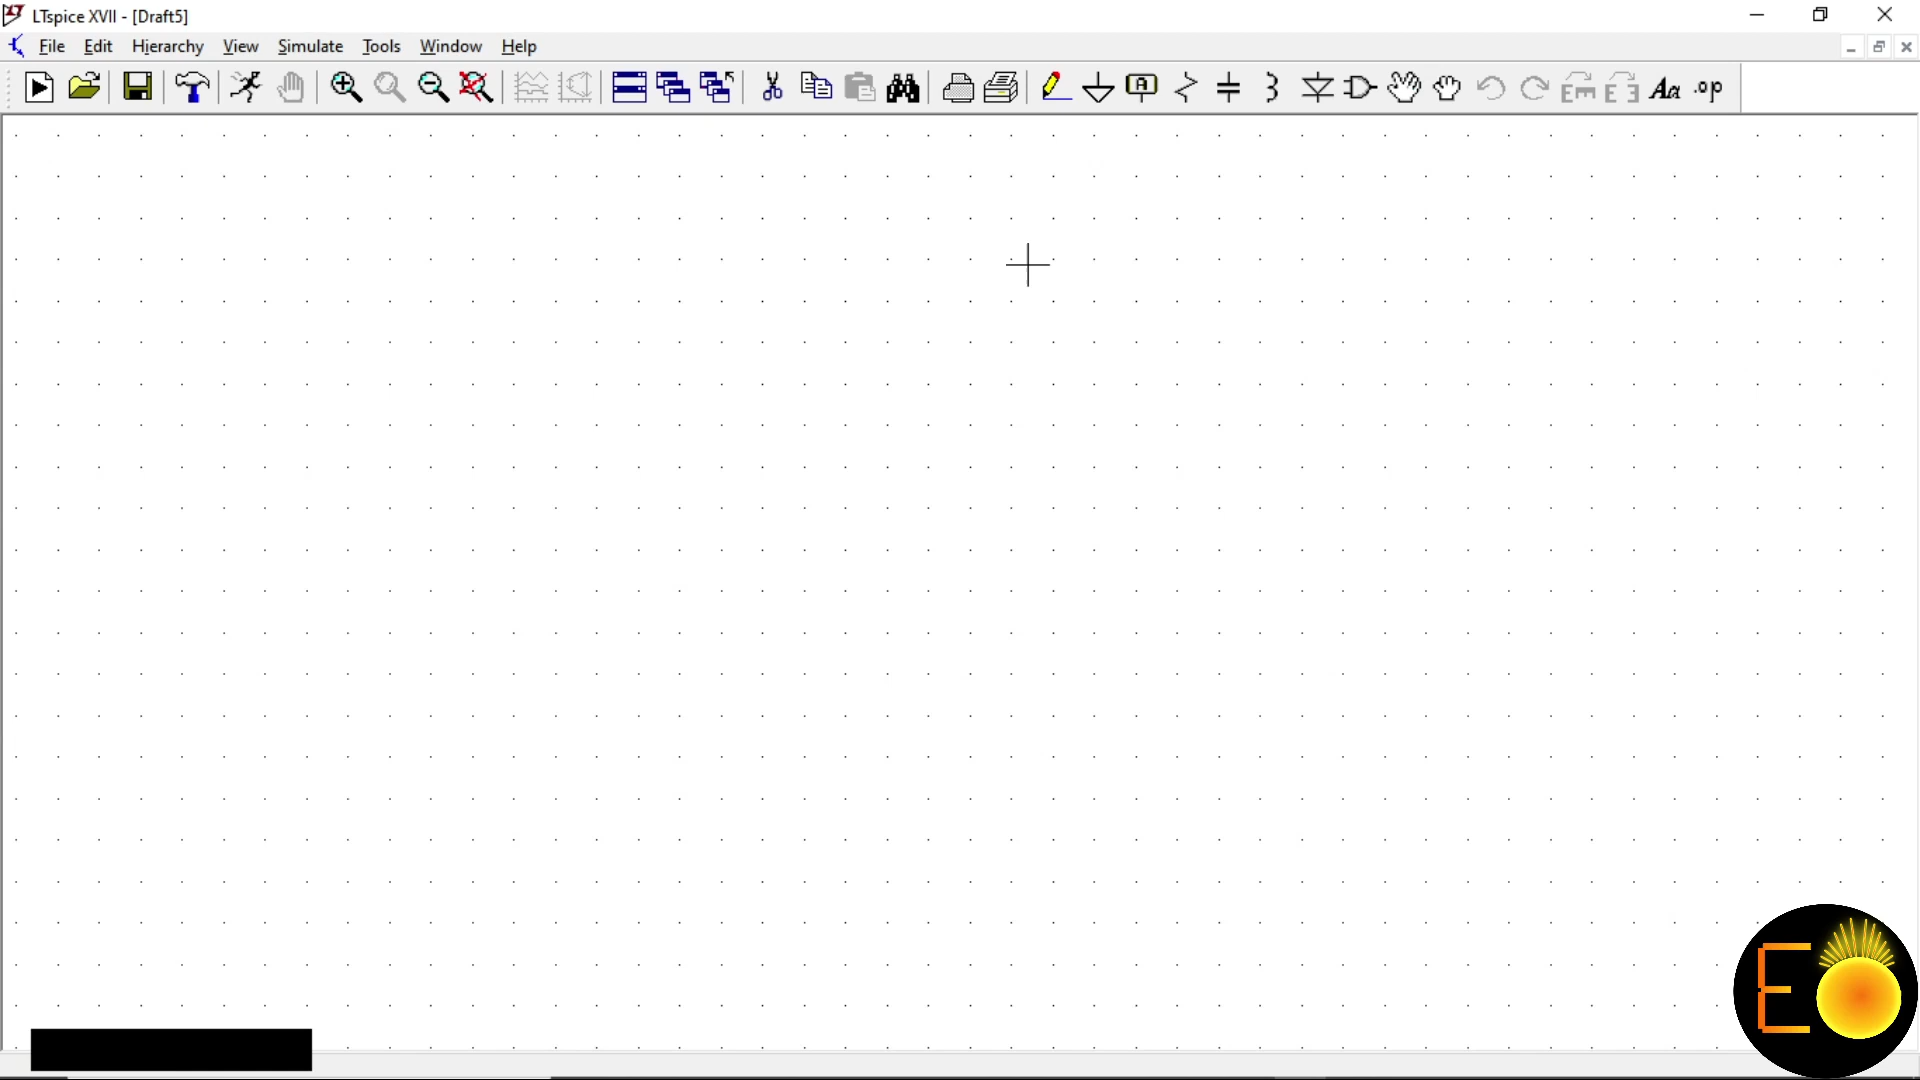 LTspice XVII - [Draft5]
File Edit Hierarchy View Simulate Tools Window Help
A Aa .op
E